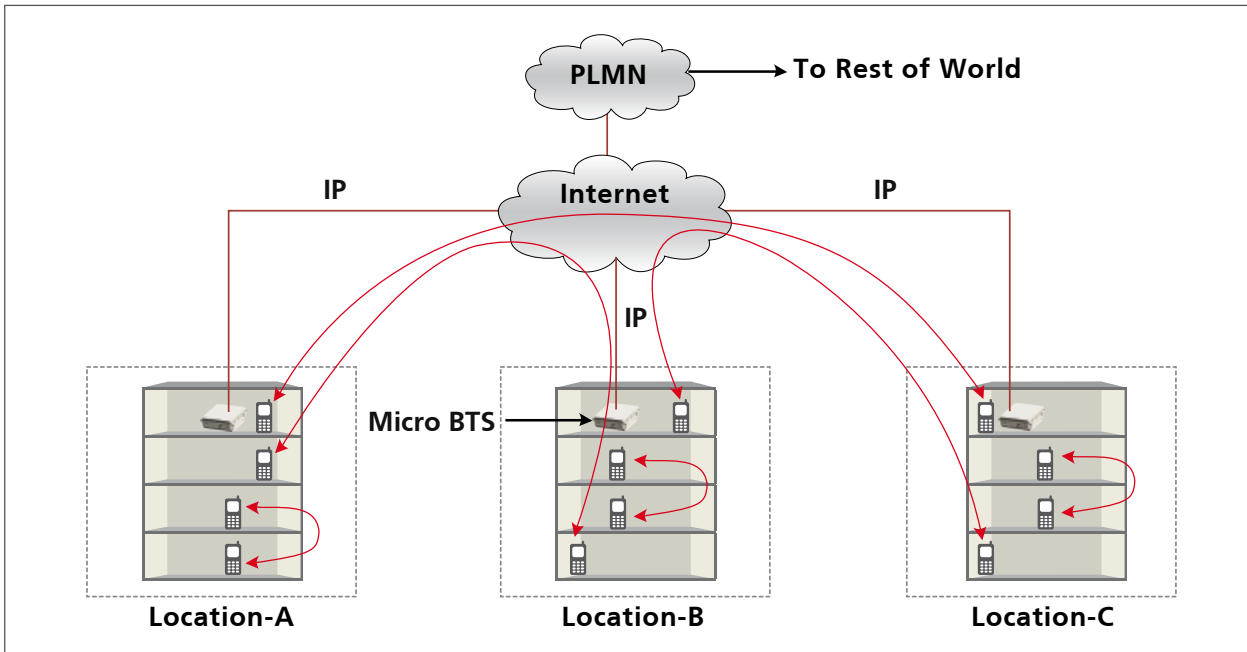 PLMN
To Rest of World
Internet
IP
IP
IP
Micro BTS
Location-A
Location-B
Location-C